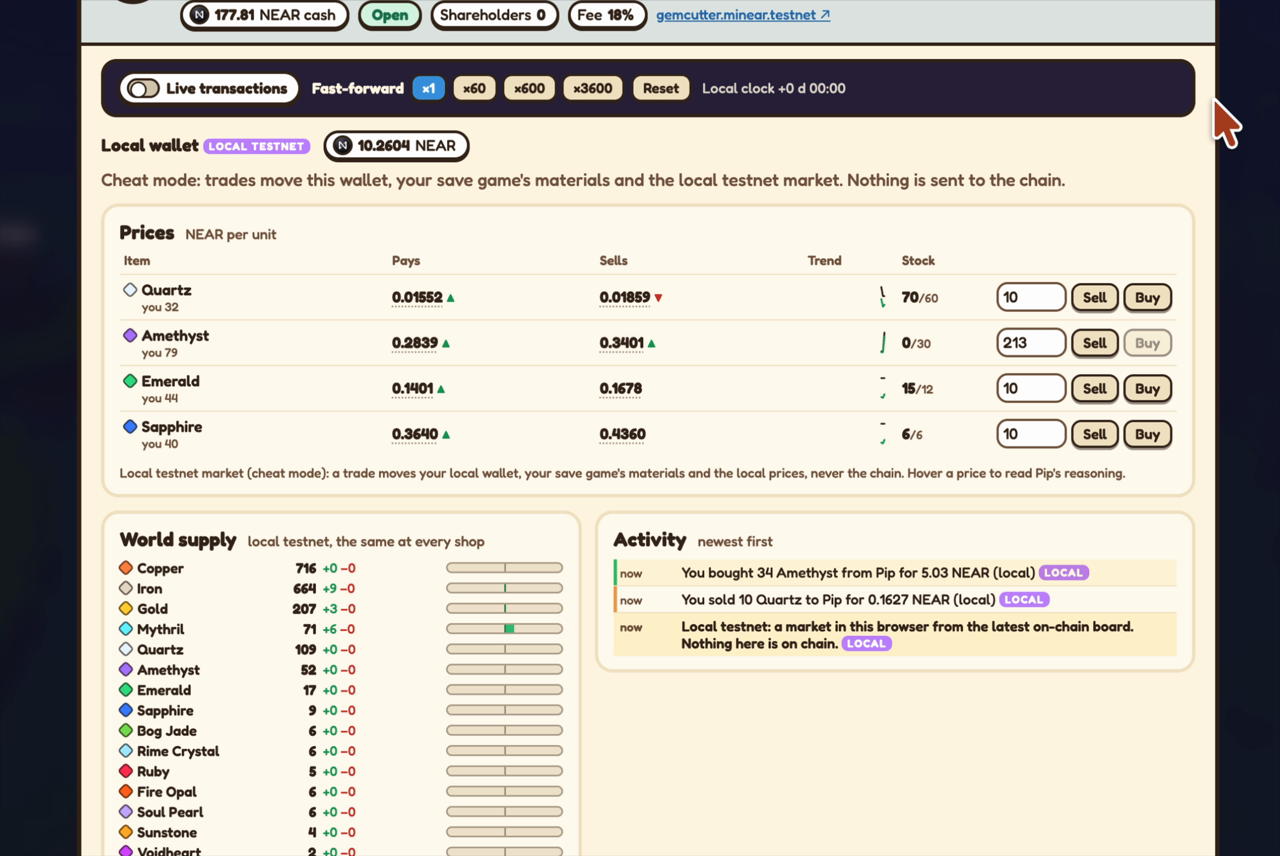 177.81 NEAR cash Open Shareholders 0 Fee 18% gemcutter.minear.testnet ↗
Live transactions Fast-forward x1 x60 x600 x3600 Reset Local clock +0 d 00:00
Local wallet LOCAL TESTNET N 10.2604 NEAR
Cheat mode: trades move this wallet, your save game's materials and the local testnet market. Nothing is sent to the chain.
Prices NEAR per unit
Item Pays Sells Trend Stock
Quartz 0.01552 ▲ 0.01859 ▼ 70/60 10 Sell Buy
you 32
Amethyst 0.2839 ▲ 0.3401 ▲ 0/30 213 Sell Buy
you 79
Emerald 0.1401 ▲ 0.1678 15/12 10 Sell Buy
you 44
Sapphire 0.3640 ▲ 0.4360 6/6 10 Sell Buy
you 40
Local testnet market (cheat mode): a trade moves your local wallet, your save game's materials and the local prices, never the chain. Hover a price to read Pip's reasoning.
World supply local testnet, the same at every shop
Copper 716 +0 −0
Iron 664 +9 −0
Gold 207 +3 −0
Mythril 71 +6 −0
Quartz 109 +0 −0
Amethyst 52 +0 −0
Emerald 17 +0 −0
Sapphire 9 +0 −0
Bog Jade 6 +0 −0
Rime Crystal 6 +0 −0
Ruby 5 +0 −0
Fire Opal 6 +0 −0
Soul Pearl 6 +0 −0
Sunstone 4 +0 −0
Voidheart 2 +0 −0
Activity newest first
now You bought 34 Amethyst from Pip for 5.03 NEAR (local) LOCAL
now You sold 10 Quartz to Pip for 0.1627 NEAR (local) LOCAL
now Local testnet: a market in this browser from the latest on-chain board.
Nothing here is on chain. LOCAL